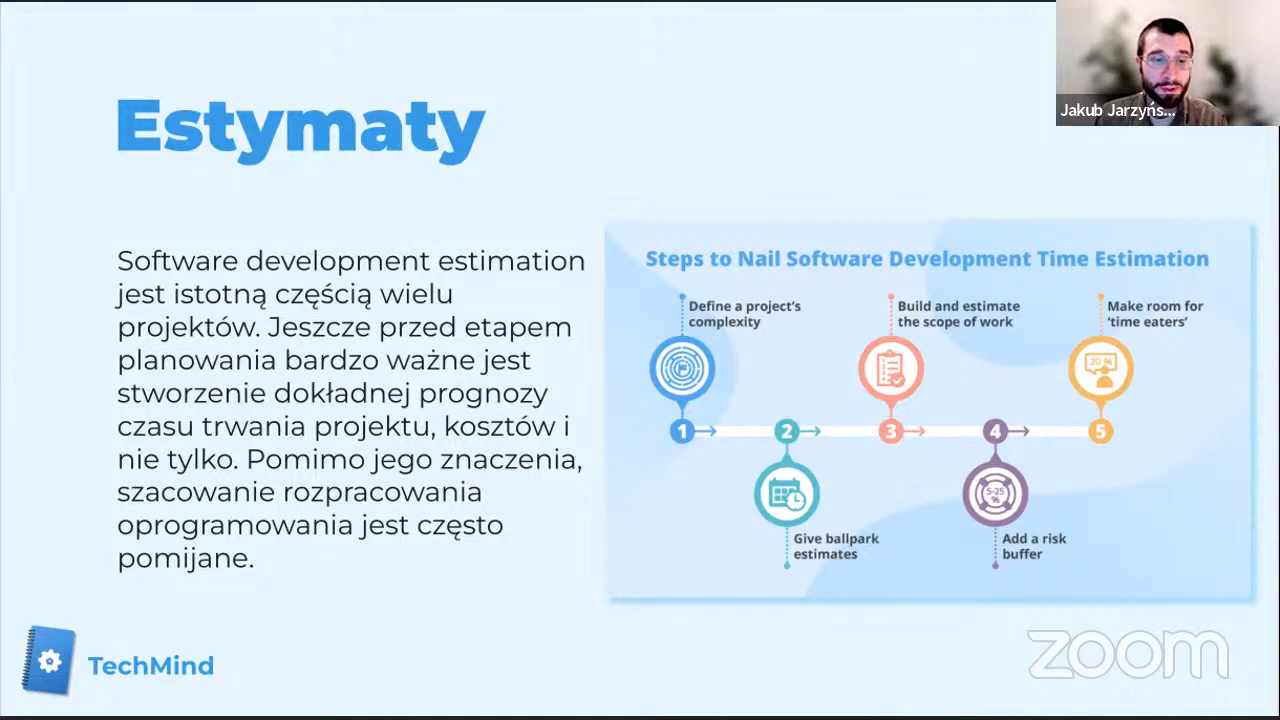 Jakub Jarzyńs...
Estymaty
Software development estimation
jest istotną częścią wielu
projektów. Jeszcze przed etapem
planowania bardzo ważne jest
stworzenie dokładnej prognozy
czasu trwania projektu, kosztów i
nie tylko. Pomimo jego znaczenia,
szacowanie rozpracowania
oprogramowania jest często
pomijane.
Steps to Nail Software Development Time Estimation
Define a project's
complexity
Build and estimate
the scope of work
Make room for
'time eaters'
20 %
1
2
3
4
5
5-25
%
Give ballpark
estimates
Add a risk
buffer
TechMind
zoom